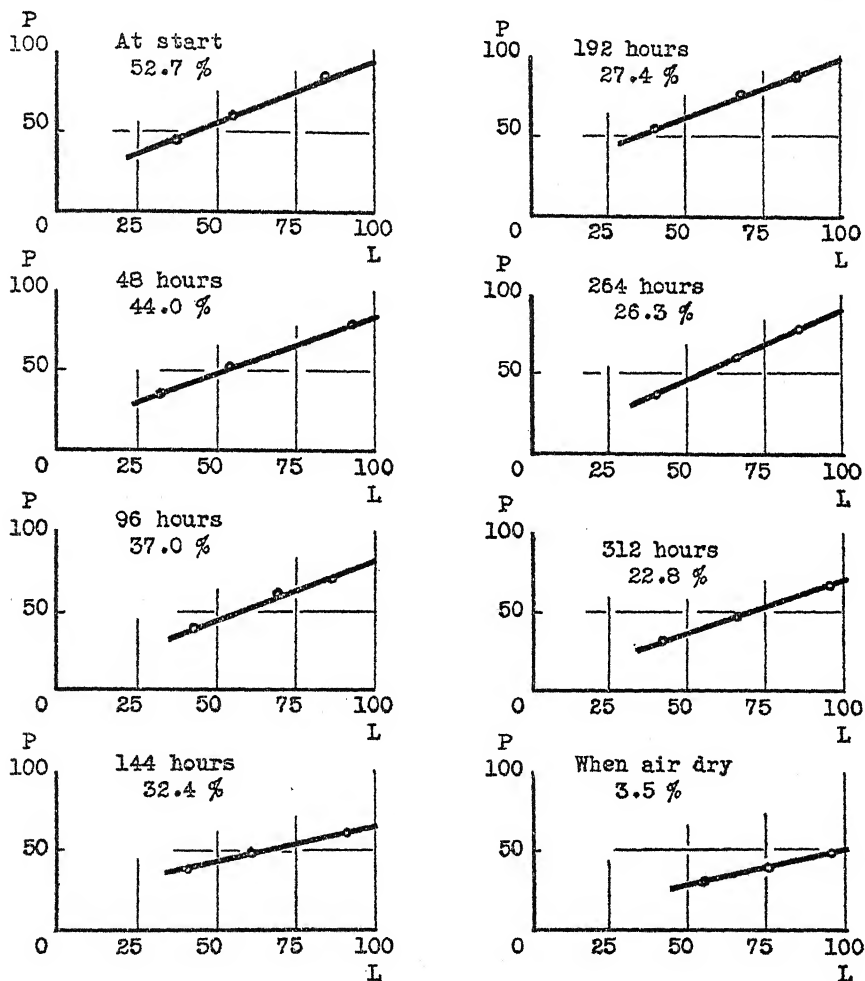 P
100
At start
52.7 %
50
0
25
50
75
100
L
P
100
48 hours
44.0 %
50
0
25
50
75
100
L
P
100
96 hours
37.0 %
50
0
25
50
75
100
L
P
100
144 hours
32.4 %
50
0
25
50
75
100
L
P
100
192 hours
27.4 %
50
0
25
50
75
100
L
P
100
264 hours
26.3 %
50
0
25
50
75
100
L
P
100
312 hours
22.8 %
50
0
25
50
75
100
L
P
100
When air dry
3.5 %
50
0
25
50
75
100
L